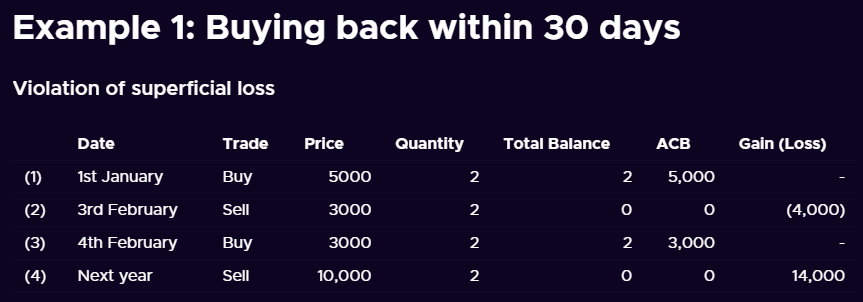 Example 1: Buying back within 30 days
Violation of superficial loss
Date Trade Price Quantity Total Balance ACB Gain (Loss)
(1) 1st January Buy 5000 2 2 5,000 -
(2) 3rd February Sell 3000 2 0 0 (4,000)
(3) 4th February Buy 3000 2 2 3,000 -
(4) Next year Sell 10,000 2 0 0 14,000